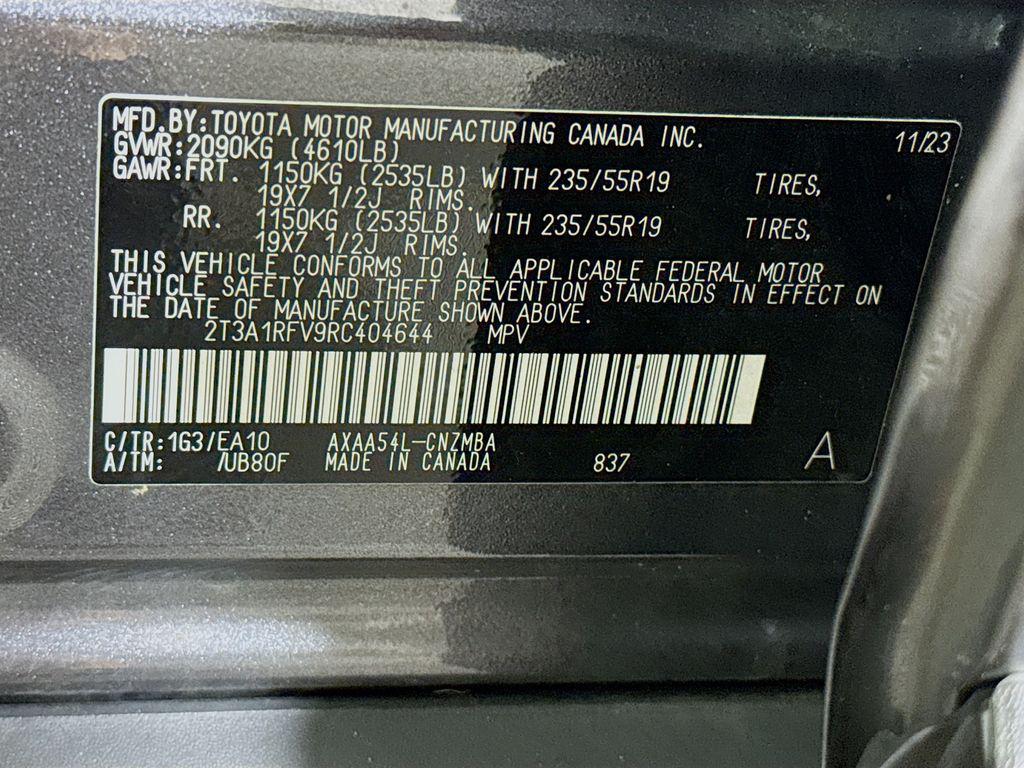 MFD.BY:TOYOTA MOTOR MANUFACTURING CANADA INC. 11/23
GVWR:2090KG (4610LB)
GAWR:FRT. 1150KG (2535LB) WITH 235/55R19 TIRES,
19X7 1/2J RIMS.
RR. 1150KG (2535LB) WITH 235/55R19 TIRES,
19X7 1/2J RIMS.
THIS VEHICLE CONFORMS TO ALL APPLICABLE FEDERAL MOTOR
VEHICLE SAFETY AND THEFT PREVENTION STANDARDS IN EFFECT ON
THE DATE OF MANUFACTURE SHOWN ABOVE.
2T3A1RFV9RC404644 MPV
C/TR:1G3/EA10 AXAA54L-CNZMBA
A/TM: /UB80F MADE IN CANADA 837 A